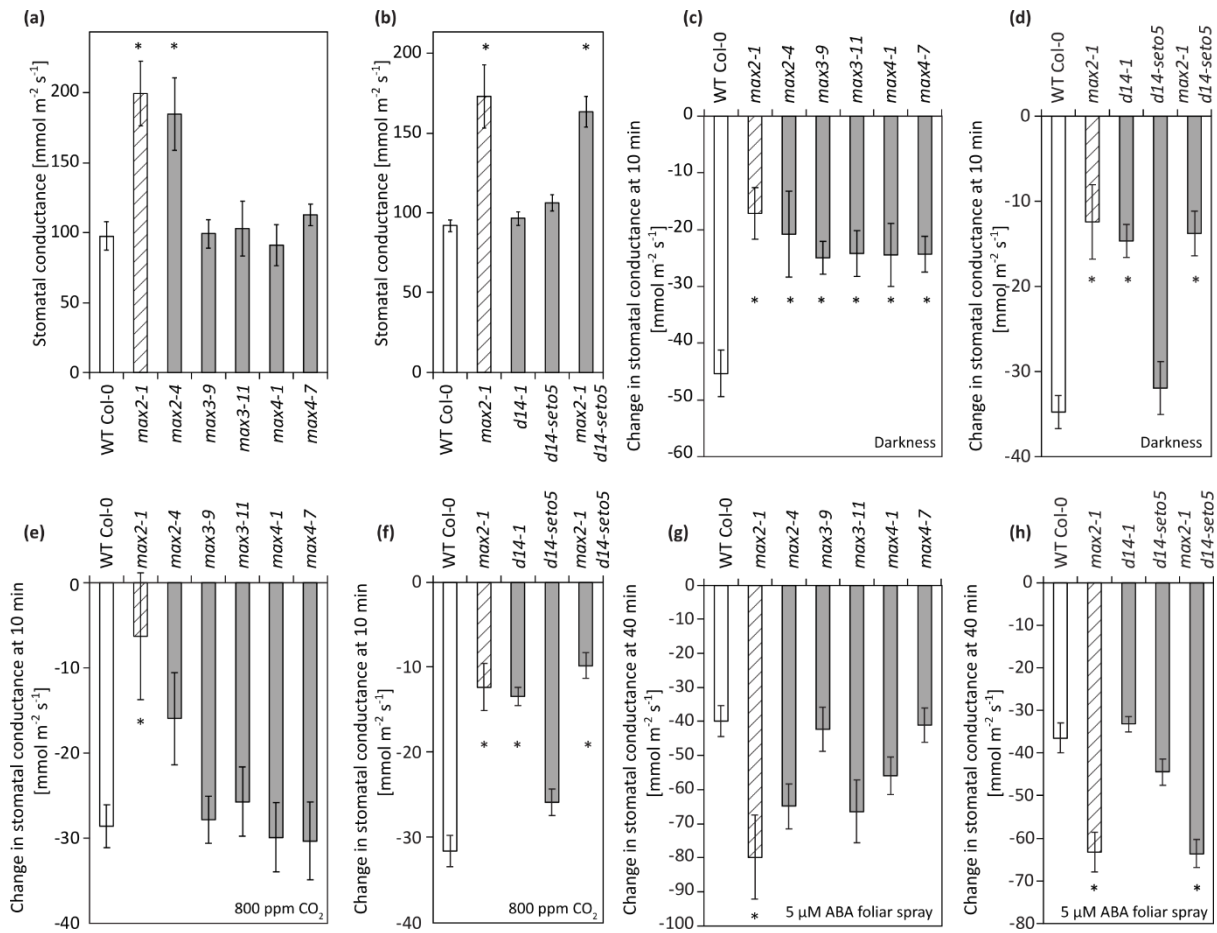 (a)
Stomatal conductance [mmol m⁻² s⁻¹]
200
150
100
50
0
*
*
WT Col-0
max2-1
max2-4
max3-9
max3-11
max4-1
max4-7
(b)
Stomatal conductance [mmol m⁻² s⁻¹]
200
150
100
50
0
*
*
WT Col-0
max2-1
d14-1
d14-seto5
max2-1
d14-seto5
(c)
WT Col-0
max2-1
max2-4
max3-9
max3-11
max4-1
max4-7
Change in stomatal conductance at 10 min
[mmol m⁻² s⁻¹]
0
-10
-20
-30
-40
-50
-60
*
*
*
*
*
*
Darkness
(d)
WT Col-0
max2-1
d14-1
d14-seto5
max2-1
d14-seto5
Change in stomatal conductance at 10 min
[mmol m⁻² s⁻¹]
0
-10
-20
-30
-40
*
*
*
Darkness
(e)
WT Col-0
max2-1
max2-4
max3-9
max3-11
max4-1
max4-7
Change in stomatal conductance at 10 min
[mmol m⁻² s⁻¹]
0
-10
-20
-30
-40
*
800 ppm CO₂
(f)
WT Col-0
max2-1
d14-1
d14-seto5
max2-1
d14-seto5
Change in stomatal conductance at 10 min
[mmol m⁻² s⁻¹]
0
-10
-20
-30
-40
*
*
*
800 ppm CO₂
(g)
WT Col-0
max2-1
max2-4
max3-9
max3-11
max4-1
max4-7
Change in stomatal conductance at 40 min
[mmol m⁻² s⁻¹]
0
-10
-20
-30
-40
-50
-60
-70
-80
-90
-100
*
5 µM ABA foliar spray
(h)
WT Col-0
max2-1
d14-1
d14-seto5
max2-1
d14-seto5
Change in stomatal conductance at 40 min
[mmol m⁻² s⁻¹]
0
-10
-20
-30
-40
-50
-60
-70
-80
*
*
5 µM ABA foliar spray